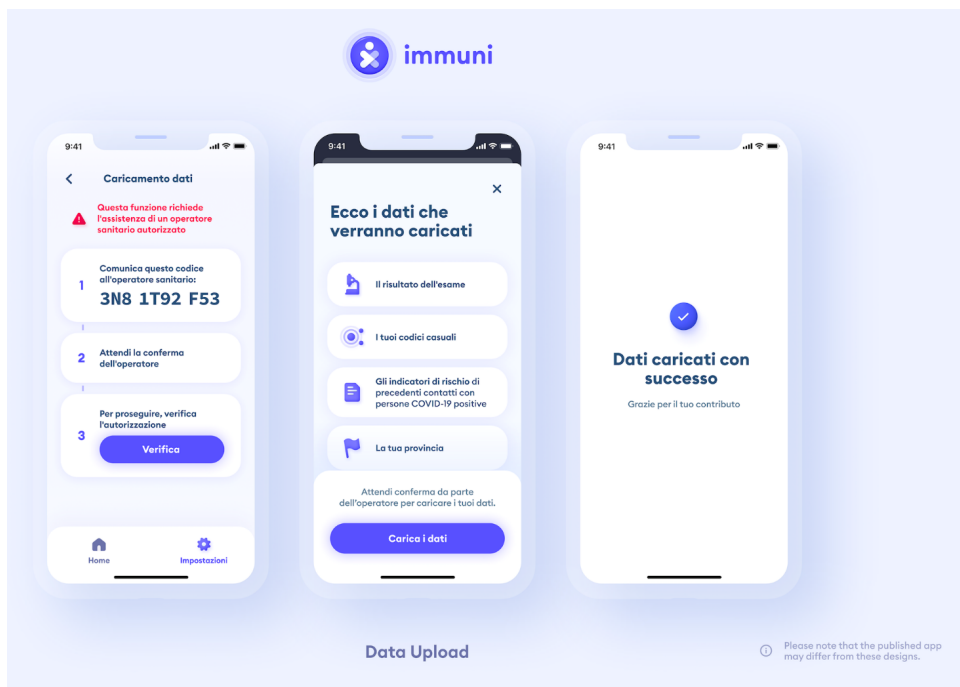 immuni
9:41
Caricamento dati
Questa funzione richiede
l'assistenza di un operatore
sanitario autorizzato
1
Comunica questo codice
all'operatore sanitario:
3N8 1T92 F53
2
Attendi la conferma
dell'operatore
3
Per proseguire, verifica
l'autorizzazione
Verifica
Home
Impostazioni
9:41
Ecco i dati che
verranno caricati
Il risultato dell'esame
I tuoi codici casuali
Gli indicatori di rischio di
precedenti contatti con
persone COVID-19 positive
La tua provincia
Attendi conferma da parte
dell'operatore per caricare i tuoi dati.
Carica i dati
9:41
Dati caricati con
successo
Grazie per il tuo contributo
Data Upload
Please note that the published app
may differ from these designs.